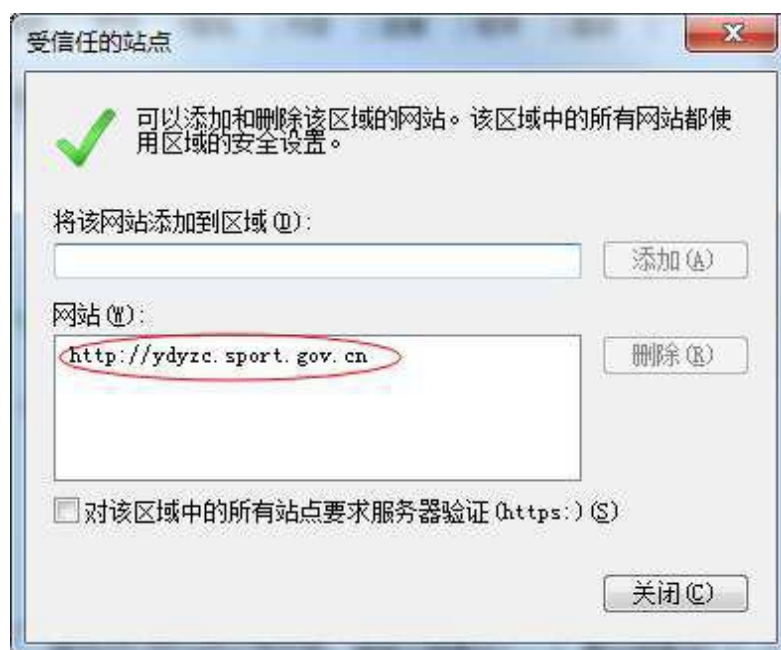 受信任的站点
可以添加和删除该区域的网站。该区域中的所有网站都使
用区域的安全设置。
将该网站添加到区域(D):
添加(A)
网站(W):
http://ydyzc.sport.gov.cn
删除(R)
对该区域中的所有站点要求服务器验证(https:)(S)
关闭(C)